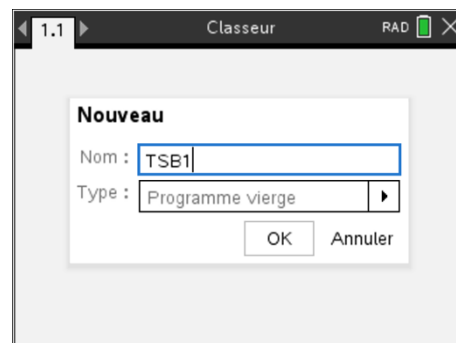 1.1 Classeur RAD
Nouveau
Nom : TSB1
Type : Programme vierge
OK Annuler